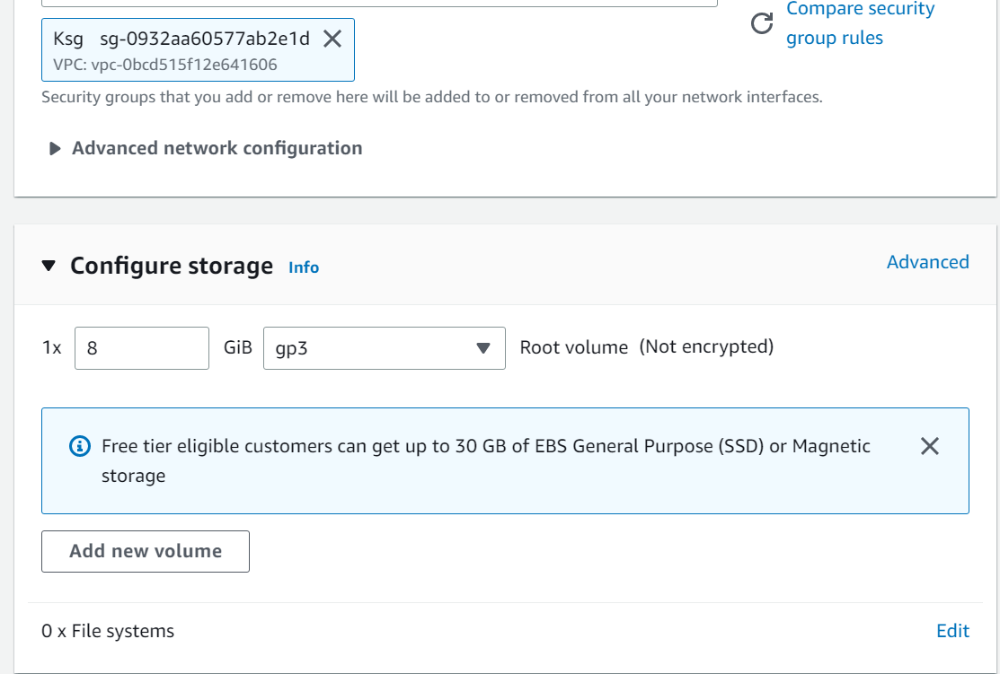 Compare security
group rules
Ksg sg-0932aa60577ab2e1d
VPC: vpc-0bcd515f12e641606
Security groups that you add or remove here will be added to or removed from all your network interfaces.
Advanced network configuration
Configure storage Info Advanced
1x 8 GiB gp3 Root volume (Not encrypted)
Free tier eligible customers can get up to 30 GB of EBS General Purpose (SSD) or Magnetic
storage
Add new volume
0 x File systems Edit